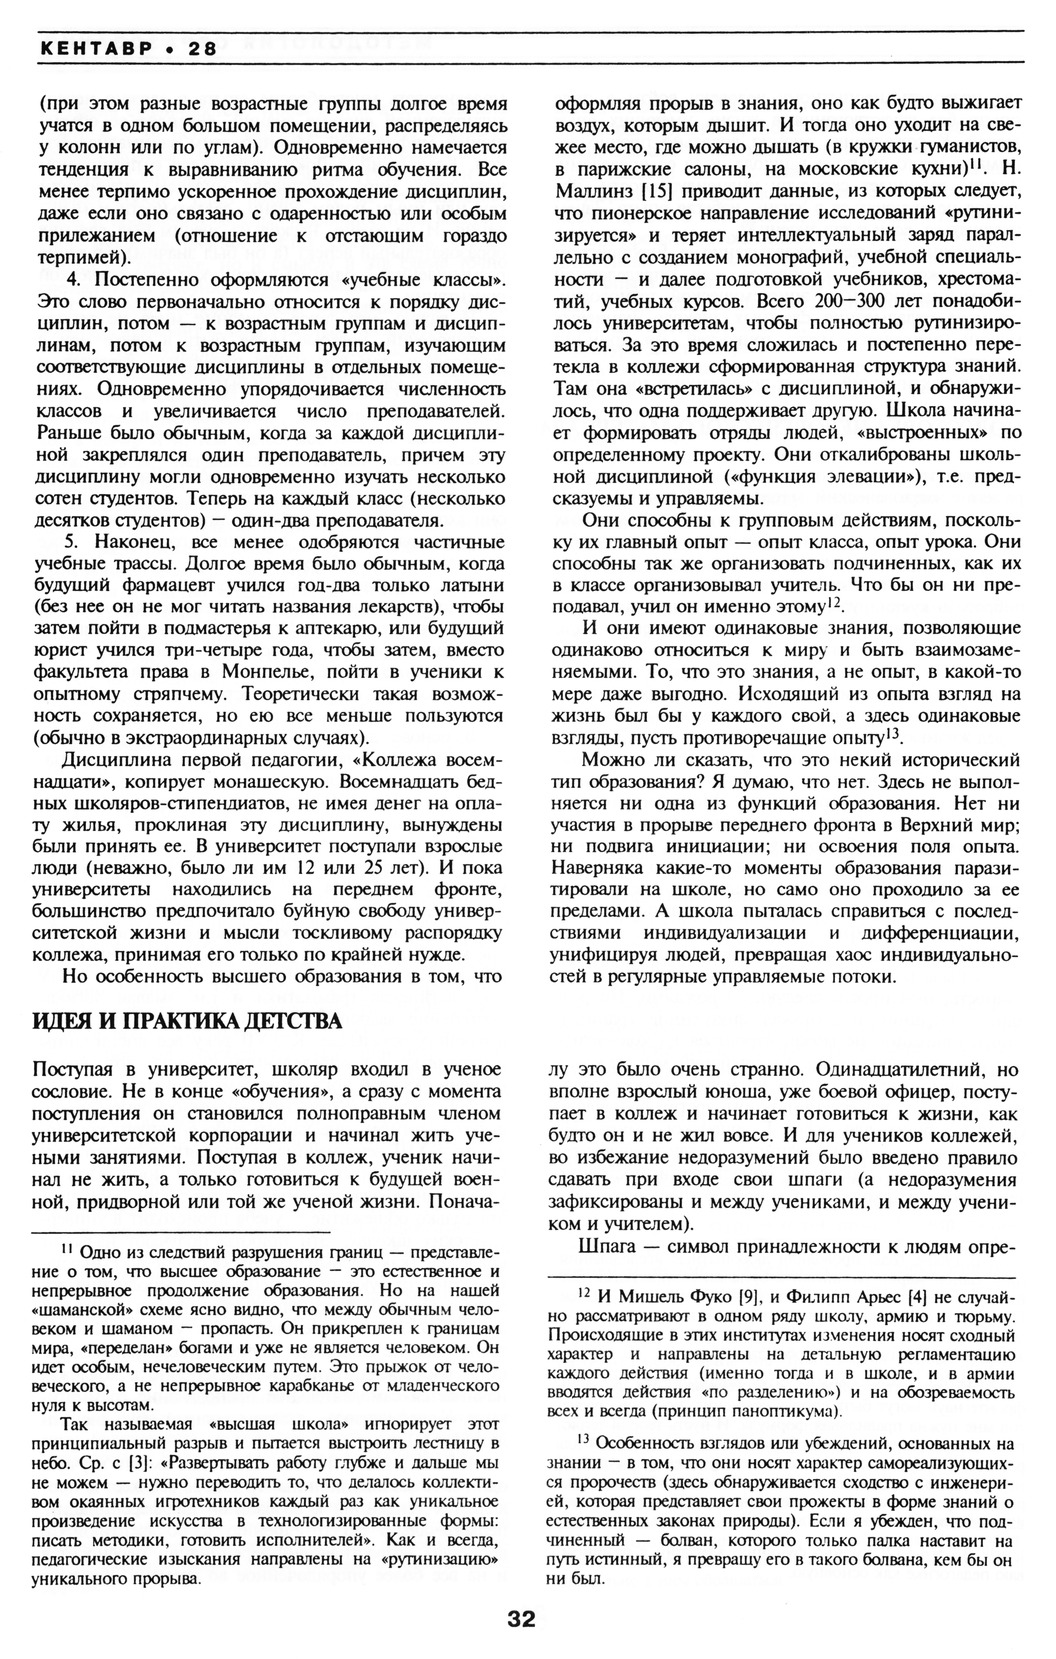 КЕНТАВР • 28
(при этом разные возрастные группы долгое время
учатся в одном большом помещении, распределяясь
у колонн или по углам). Одновременно намечается
тенденция к выравниванию ритма обучения. Все
менее терпимо ускоренное прохождение дисциплин,
даже если оно связано с одаренностью или особым
прилежанием (отношение к отстающим гораздо
терпимей).
4. Постепенно оформляются «учебные классы».
Это слово первоначально относится к порядку дис-
циплин, потом — к возрастным группам и дисцип-
линам, потом к возрастным группам, изучающим
соответствующие дисциплины в отдельных помеще-
ниях. Одновременно упорядочивается численность
классов и увеличивается число преподавателей.
Раньше было обычным, когда за каждой дисципли-
ной закреплялся один преподаватель, причем эту
дисциплину могли одновременно изучать несколько
сотен студентов. Теперь на каждый класс (несколько
десятков студентов) — один-два преподавателя.
5. Наконец, все менее одобряются частичные
учебные трассы. Долгое время было обычным, когда
будущий фармацевт учился год-два только латыни
(без нее он не мог читать названия лекарств), чтобы
затем пойти в подмастерья к аптекарю, или будущий
юрист учился три-четыре года, чтобы затем, вместо
факультета права в Монпелье, пойти в ученики к
опытному стряпчему. Теоретически такая возмож-
ность сохраняется, но ею все меньше пользуются
(обычно в экстраординарных случаях).
Дисциплина первой педагогии, «Коллежа восем-
надцати», копирует монашескую. Восемнадцать бед-
ных школяров-стипендиатов, не имея денег на опла-
ту жилья, проклиная эту дисциплину, вынуждены
были принять ее. В университет поступали взрослые
люди (неважно, было ли им 12 или 25 лет). И пока
университеты находились на переднем фронте,
большинство предпочитало буйную свободу универ-
ситетской жизни и мысли тоскливому распорядку
коллежа, принимая его только по крайней нужде.
Но особенность высшего образования в том, что
оформляя прорыв в знания, оно как будто выжигает
воздух, которым дышит. И тогда оно уходит на све-
жее место, где можно дышать (в кружки гуманистов,
в парижские салоны, на московские кухни)¹¹. Н.
Маллинз [15] приводит данные, из которых следует,
что пионерское направление исследований «рутини-
зируется» и теряет интеллектуальный заряд парал-
лельно с созданием монографий, учебной специаль-
ности — и далее подготовкой учебников, хрестома-
тий, учебных курсов. Всего 200—300 лет понадоби-
лось университетам, чтобы полностью рутинизиро-
ваться. За это время сложилась и постепенно пере-
текла в коллежи сформированная структура знаний.
Там она «встретилась» с дисциплиной, и обнаружи-
лось, что одна поддерживает другую. Школа начина-
ет формировать отряды людей, «выстроенных» по
определенному проекту. Они откалиброваны школь-
ной дисциплиной («функция элевации»), т.е. пред-
сказуемы и управляемы.
Они способны к групповым действиям, посколь-
ку их главный опыт — опыт класса, опыт урока. Они
способны так же организовать подчиненных, как их
в классе организовывал учитель. Что бы он ни пре-
подавал, учил он именно этому¹².
И они имеют одинаковые знания, позволяющие
одинаково относиться к миру и быть взаимозаме-
няемыми. То, что это знания, а не опыт, в какой-то
мере даже выгодно. Исходящий из опыта взгляд на
жизнь был бы у каждого свой, а здесь одинаковые
взгляды, пусть противоречащие опыту¹³.
Можно ли сказать, что это некий исторический
тип образования? Я думаю, что нет. Здесь не выпол-
няется ни одна из функций образования. Нет ни
участия в прорыве переднего фронта в Верхний мир;
ни подвига инициации; ни освоения поля опыта.
Наверняка какие-то моменты образования парази-
тировали на школе, но само оно проходило за ее
пределами. А школа пыталась справиться с послед-
ствиями индивидуализации и дифференциации,
унифицируя людей, превращая хаос индивидуально-
стей в регулярные управляемые потоки.
ИДЕЯ И ПРАКТИКА ДЕТСТВА
Поступая в университет, школяр входил в ученое
сословие. Не в конце «обучения», а сразу с момента
поступления он становился полноправным членом
университетской корпорации и начинал жить уче-
ными занятиями. Поступая в коллеж, ученик начи-
нал не жить, а только готовиться к будущей воен-
ной, придворной или той же ученой жизни. Понача-
лу это было очень странно. Одинадцатилетний, но
вполне взрослый юноша, уже боевой офицер, посту-
пает в коллеж и начинает готовиться к жизни, как
будто он и не жил вовсе. И для учеников коллежей,
во избежание недоразумений было введено правило
сдавать при входе свои шпаги (а недоразумения
зафиксированы и между учениками, и между учени-
ком и учителем).
Шпага — символ принадлежности к людям опре-
¹¹ Одно из следствий разрушения границ — представле-
ние о том, что высшее образование — это естественное и
непрерывное продолжение образования. Но на нашей
«шаманской» схеме ясно видно, что между обычным чело-
веком и шаманом — пропасть. Он прикреплен к границам
мира, «переделан» богами и уже не является человеком. Он
идет особым, нечеловеческим путем. Это прыжок от чело-
веческого, а не непрерывное карабканье от младенческого
нуля к высотам.
Так называемая «высшая школа» игнорирует этот
принципиальный разрыв и пытается выстроить лестницу в
небо. Ср. с [3]: «Развертывать работу глубже и дальше мы
не можем — нужно переводить то, что делалось коллекти-
вом окаянных игротехников каждый раз как уникальное
произведение искусства в технологизированные формы:
писать методики, готовить исполнителей». Как и всегда,
педагогические изыскания направлены на «рутинизацию»
уникального прорыва.
¹² И Мишель Фуко [9], и Филипп Арьес [4] не случай-
но рассматривают в одном ряду школу, армию и тюрьму.
Происходящие в этих институтах изменения носят сходный
характер и направлены на детальную регламентацию
каждого действия (именно тогда и в школе, и в армии
вводятся действия «по разделению») и на обозреваемость
всех и всегда (принцип паноптикума).
¹³ Особенность взглядов или убеждений, основанных на
знании — в том, что они носят характер самореализующих-
ся пророчеств (здесь обнаруживается сходство с инженери-
ей, которая представляет свои прожекты в форме знаний о
естественных законах природы). Если я убежден, что под-
чиненный — болван, которого только палка наставит на
путь истинный, я превращу его в такого болвана, кем бы он
ни был.
32